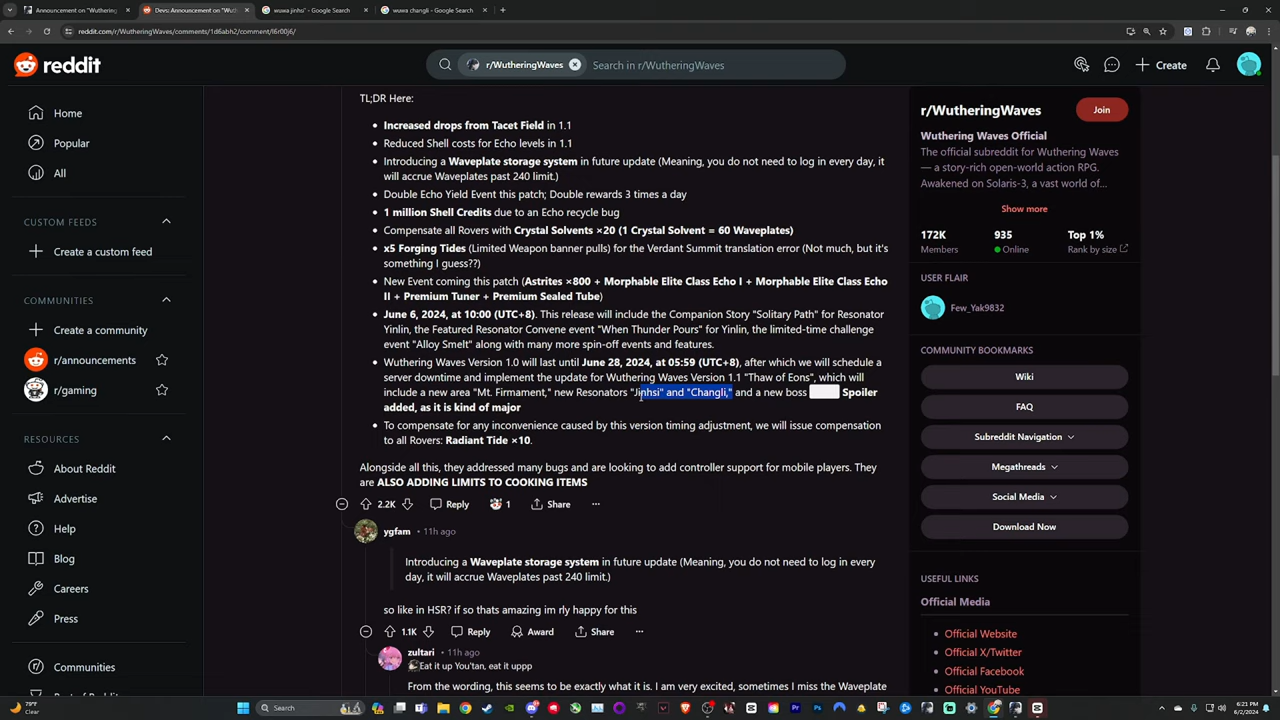 Announcement on "Wuthering
Devs: Announcement on "Wuth
wuwa jinhsi" - Google Search
wuwa changli - Google Search
reddit.com/r/WutheringWaves/comments/1d6abh2/comment/l6r00j6/
reddit
r/WutheringWaves
Search in r/WutheringWaves
Create
Home
Popular
All
CUSTOM FEEDS
Create a custom feed
COMMUNITIES
Create a community
r/announcements
r/gaming
RESOURCES
About Reddit
Advertise
Help
Blog
Careers
Press
Communities
TL;DR Here:
Increased drops from Tacet Field in 1.1
Reduced Shell costs for Echo levels in 1.1
Introducing a Waveplate storage system in future update (Meaning, you do not need to log in every day, it
will accrue Waveplates past 240 limit.)
Double Echo Yield Event this patch; Double rewards 3 times a day
1 million Shell Credits due to an Echo recycle bug
Compensate all Rovers with Crystal Solvents ×20 (1 Crystal Solvent = 60 Waveplates)
x5 Forging Tides (Limited Weapon banner pulls) for the Verdant Summit translation error (Not much, but it's
something I guess??)
New Event coming this patch (Astrites ×800 + Morphable Elite Class Echo I + Morphable Elite Class Echo
II + Premium Tuner + Premium Sealed Tube)
June 6, 2024, at 10:00 (UTC+8). This release will include the Companion Story "Solitary Path" for Resonator
Yinlin, the Featured Resonator Convene event "When Thunder Pours" for Yinlin, the limited-time challenge
event "Alloy Smelt" along with many more spin-off events and features.
Wuthering Waves Version 1.0 will last until June 28, 2024, at 05:59 (UTC+8), after which we will schedule a
server downtime and implement the update for Wuthering Waves Version 1.1 "Thaw of Eons", which will
include a new area "Mt. Firmament," new Resonators "Jinhsi" and "Changli," and a new boss Spoiler
added, as it is kind of major
To compensate for any inconvenience caused by this version timing adjustment, we will issue compensation
to all Rovers: Radiant Tide ×10.
Alongside all this, they addressed many bugs and are looking to add controller support for mobile players. They
are ALSO ADDING LIMITS TO COOKING ITEMS
2.2K Reply 1 Share
ygfam 11h ago
Introducing a Waveplate storage system in future update (Meaning, you do not need to log in every
day, it will accrue Waveplates past 240 limit.)
so like in HSR? if so thats amazing im rly happy for this
1.1K Reply Award Share
zultari 11h ago
Eat it up You'tan, eat it uppp
From the wording, this seems to be exactly what it is. I am very excited, sometimes I miss the Waveplate
r/WutheringWaves
Join
Wuthering Waves Official
The official subreddit for Wuthering Waves
— a story-rich open-world action RPG.
Awakened on Solaris-3, a vast world of...
Show more
172K 935 Top 1%
Members Online Rank by size
USER FLAIR
Few_Yak9832
COMMUNITY BOOKMARKS
Wiki
FAQ
Subreddit Navigation
Megathreads
Social Media
Download Now
USEFUL LINKS
Official Media
Official Website
Official X/Twitter
Official Facebook
Official YouTube
79°F
Clear
Search
6:21 PM
6/2/2024